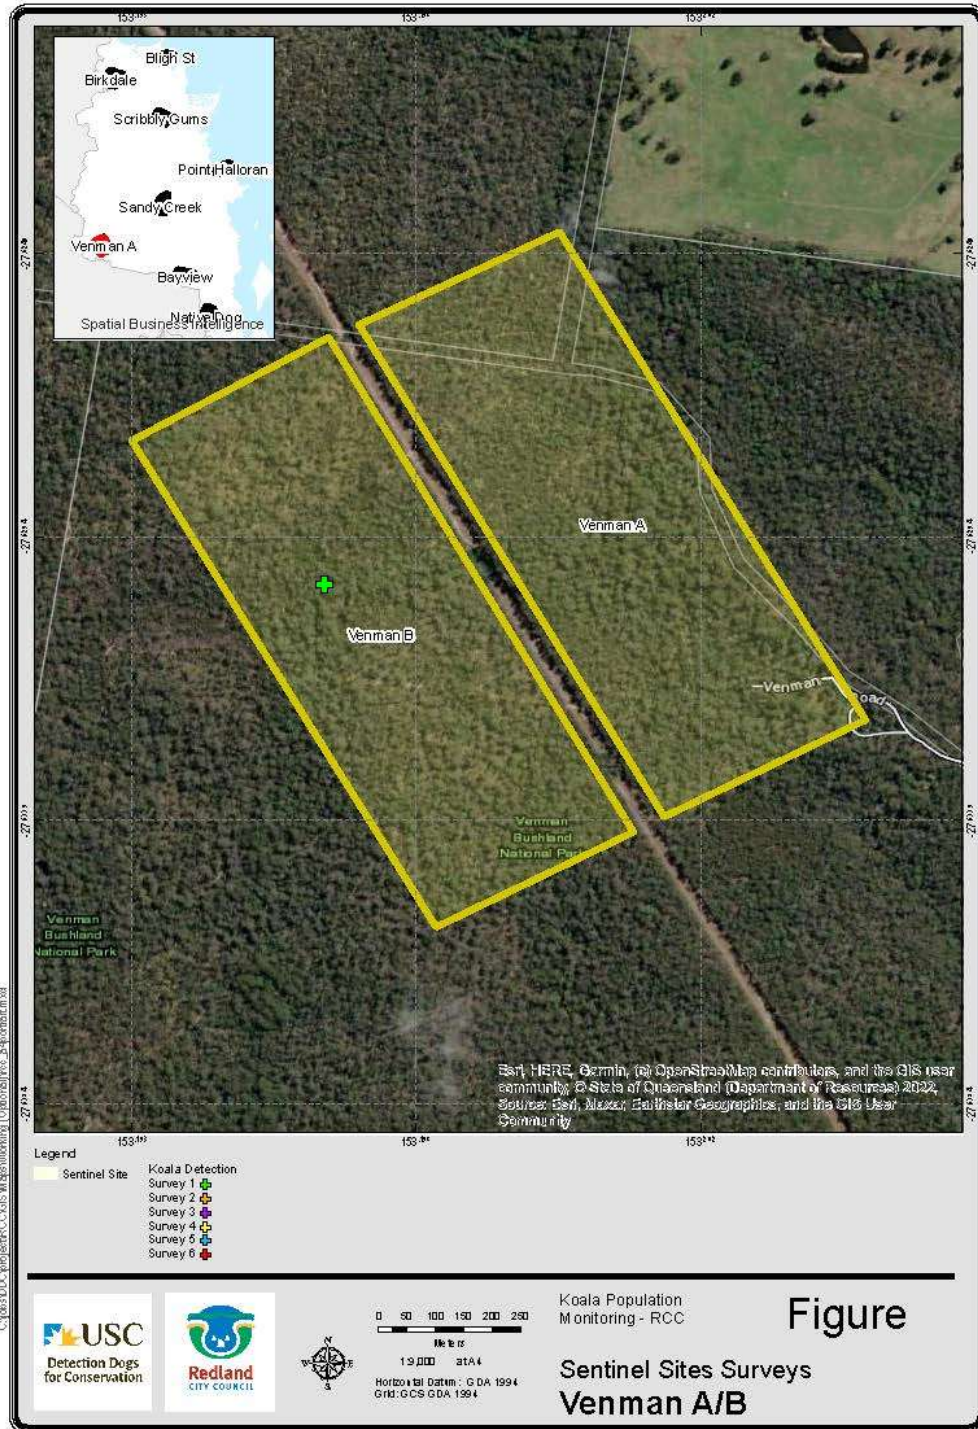 Bligh St
Birkdale
Scribbly Gums
Point Halloran
Sandy Creek
Venman A
Bayview
Native Dog
Spatial Business Intelligence
Venman A
Venman B
Venman
Road
Venman
Bushland
National Park
Venman
Bushland
National Park
Esri, HERE, Garmin, (c) OpenStreetMap contributors, and the GIS user
community, © State of Queensland (Department of Resources) 2022,
Source: Esri, Maxar, Earthstar Geographics, and the GIS User
Community
Legend
Sentinel Site
Koala Detection
Survey 1
Survey 2
Survey 3
Survey 4
Survey 5
Survey 6
USC
Detection Dogs
for Conservation
Redland
CITY COUNCIL
N
W E
S
0 50 100 150 200 250
Meters
1:9,000 at A4
Horizontal Datum: GDA 1994
Grid: GCS GDA 1994
Koala Population
Monitoring - RCC
Figure
Sentinel Sites Surveys
Venman A/B